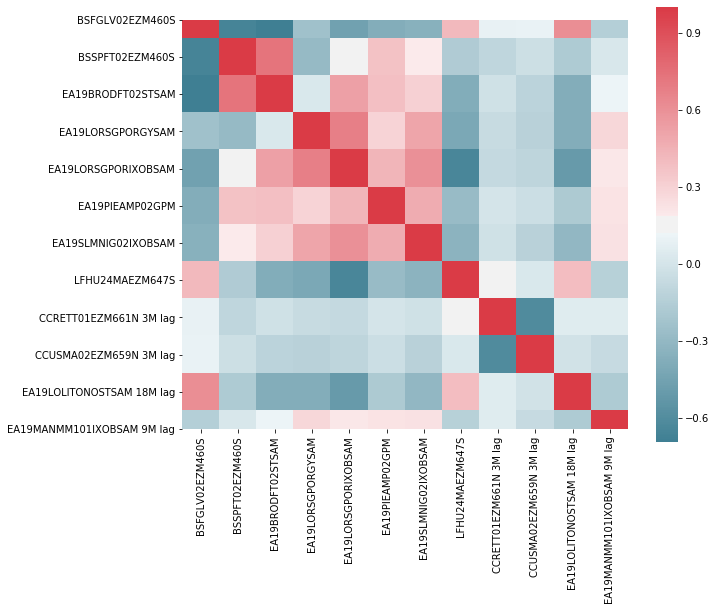 BSFGLV02EZM460S
BSSPFT02EZM460S
EA19BRODFT02STSAM
EA19LORSGPORGYSAM
EA19LORSGPORIXOBSAM
EA19PIEAMP02GPM
EA19SLMNIG02IXOBSAM
LFHU24MAEZM647S
CCRETT01EZM661N 3M lag
CCUSMA02EZM659N 3M lag
EA19LOLITONOSTSAM 18M lag
EA19MANMM101IXOBSAM 9M lag
BSFGLV02EZM460S
BSSPFT02EZM460S
EA19BRODFT02STSAM
EA19LORSGPORGYSAM
EA19LORSGPORIXOBSAM
EA19PIEAMP02GPM
EA19SLMNIG02IXOBSAM
LFHU24MAEZM647S
CCRETT01EZM661N 3M lag
CCUSMA02EZM659N 3M lag
EA19LOLITONOSTSAM 18M lag
EA19MANMM101IXOBSAM 9M lag
0.9
0.6
0.3
0.0
−0.3
−0.6